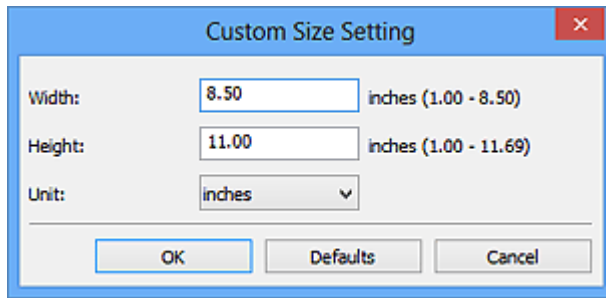 Custom Size Setting
Width: 8.50 inches (1.00 - 8.50)
Height: 11.00 inches (1.00 - 11.69)
Unit: inches
OK Defaults Cancel